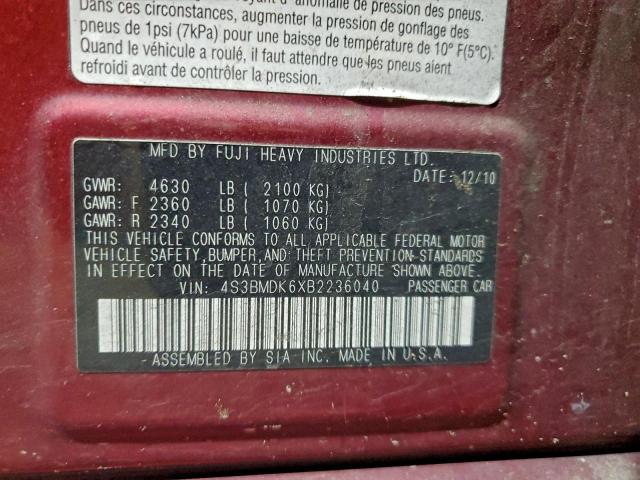 d'anomalie de pression des pneus.
Dans ces circonstances, augmenter la pression de gonflage des
pneus de 1psi (7kPa) pour une baisse de température de 10° F(5°C).
Quand le véhicule a roulé, il faut attendre que les pneus aient
refroidi avant de contrôler la pression.
MFD BY FUJI HEAVY INDUSTRIES LTD.
DATE: 12/10
GVWR: 4630 LB ( 2100 KG)
GAWR: F 2360 LB ( 1070 KG)
GAWR: R 2340 LB ( 1060 KG)
THIS VEHICLE CONFORMS TO ALL APPLICABLE FEDERAL MOTOR
VEHICLE SAFETY, BUMPER, AND THEFT PREVENTION STANDARDS
IN EFFECT ON THE DATE OF MANUFACTURE SHOWN ABOVE.
VIN: 4S3BMDK6XB2236040 PASSENGER CAR
ASSEMBLED BY SIA INC. MADE IN U.S.A.